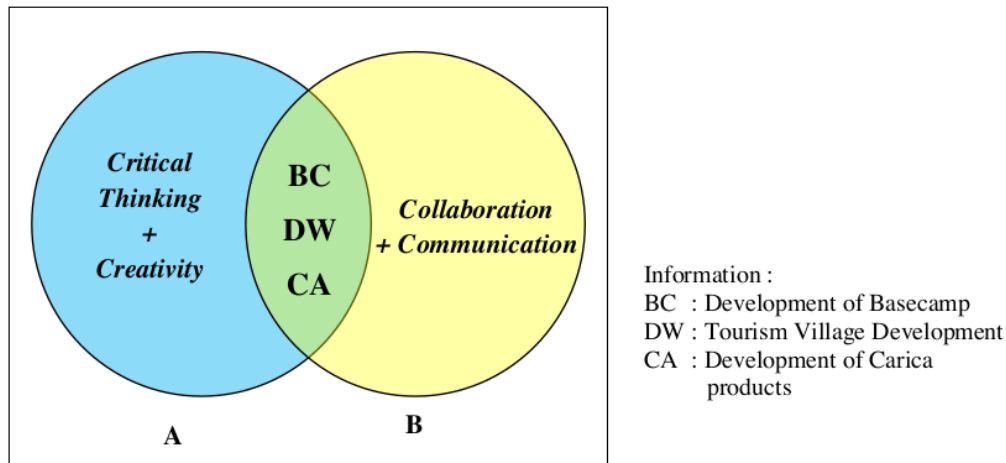 Critical
Thinking
+
Creativity
BC
DW
CA
Collaboration
+ Communication
A
B
Information :
BC : Development of Basecamp
DW : Tourism Village Development
CA : Development of Carica
products